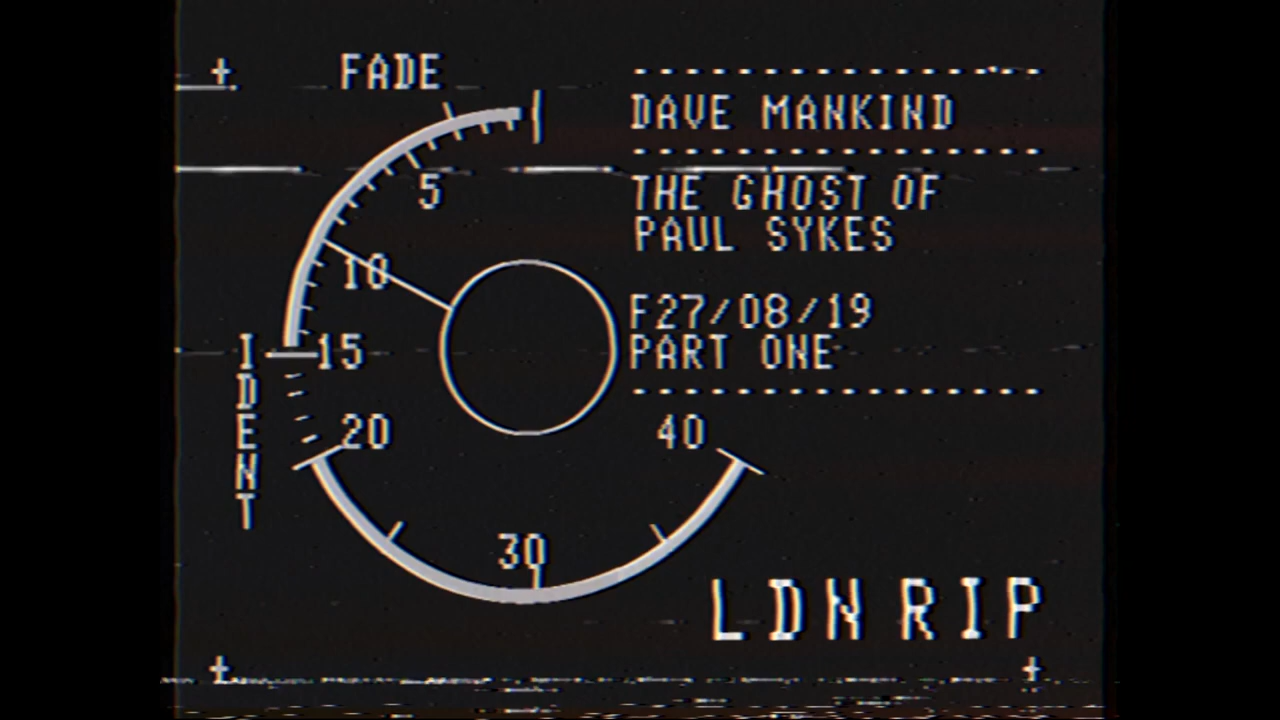 FADE
DAVE MANKIND
THE GHOST OF
PAUL SYKES
F27/08/19
PART ONE
5
10
15
20
30
40
IDENT
LDN RIP